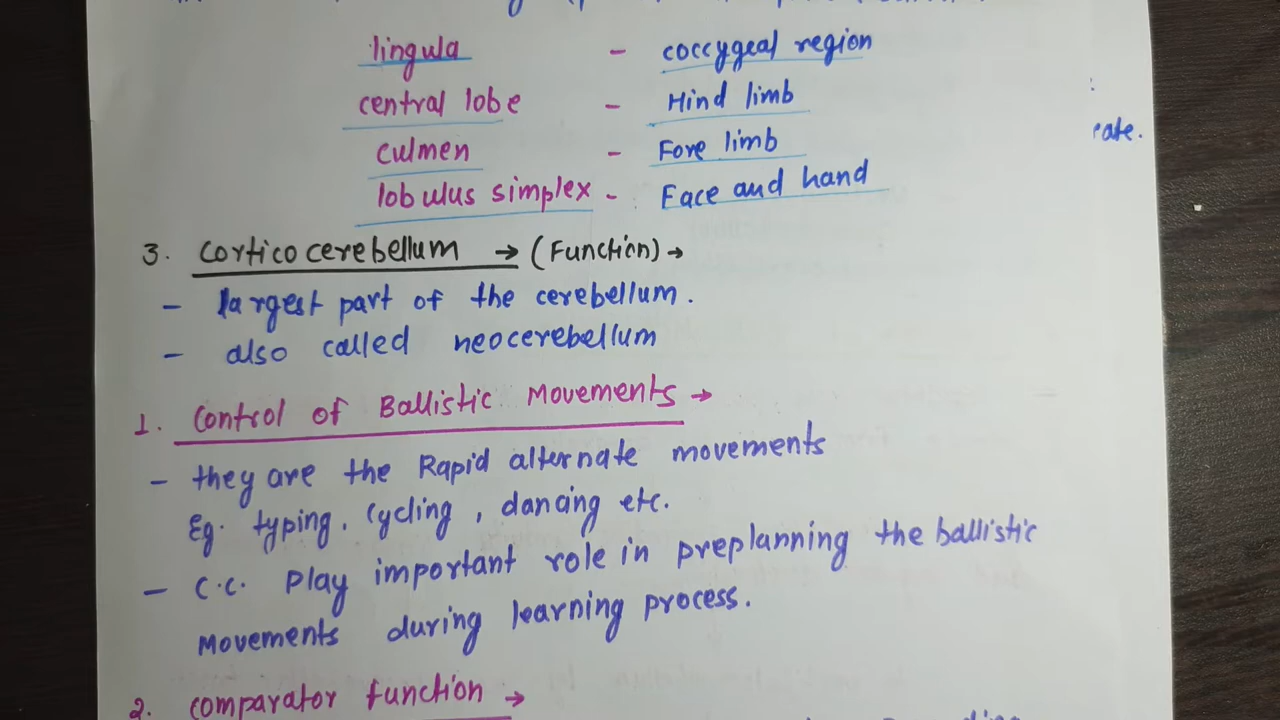 lingula - coccygeal region
central lobe - Hind limb
culmen - Fore limb
lobulus simplex - Face and hand
3. corticocerebellum → (Function) →
- largest part of the cerebellum.
- also called neocerebellum
1. control of Ballistic Movements →
- they are the Rapid alternate movements
Eg. typing, cycling, dancing etc.
- C.C. Play important role in preplanning the ballistic
Movements during learning process.
2. comparator function →